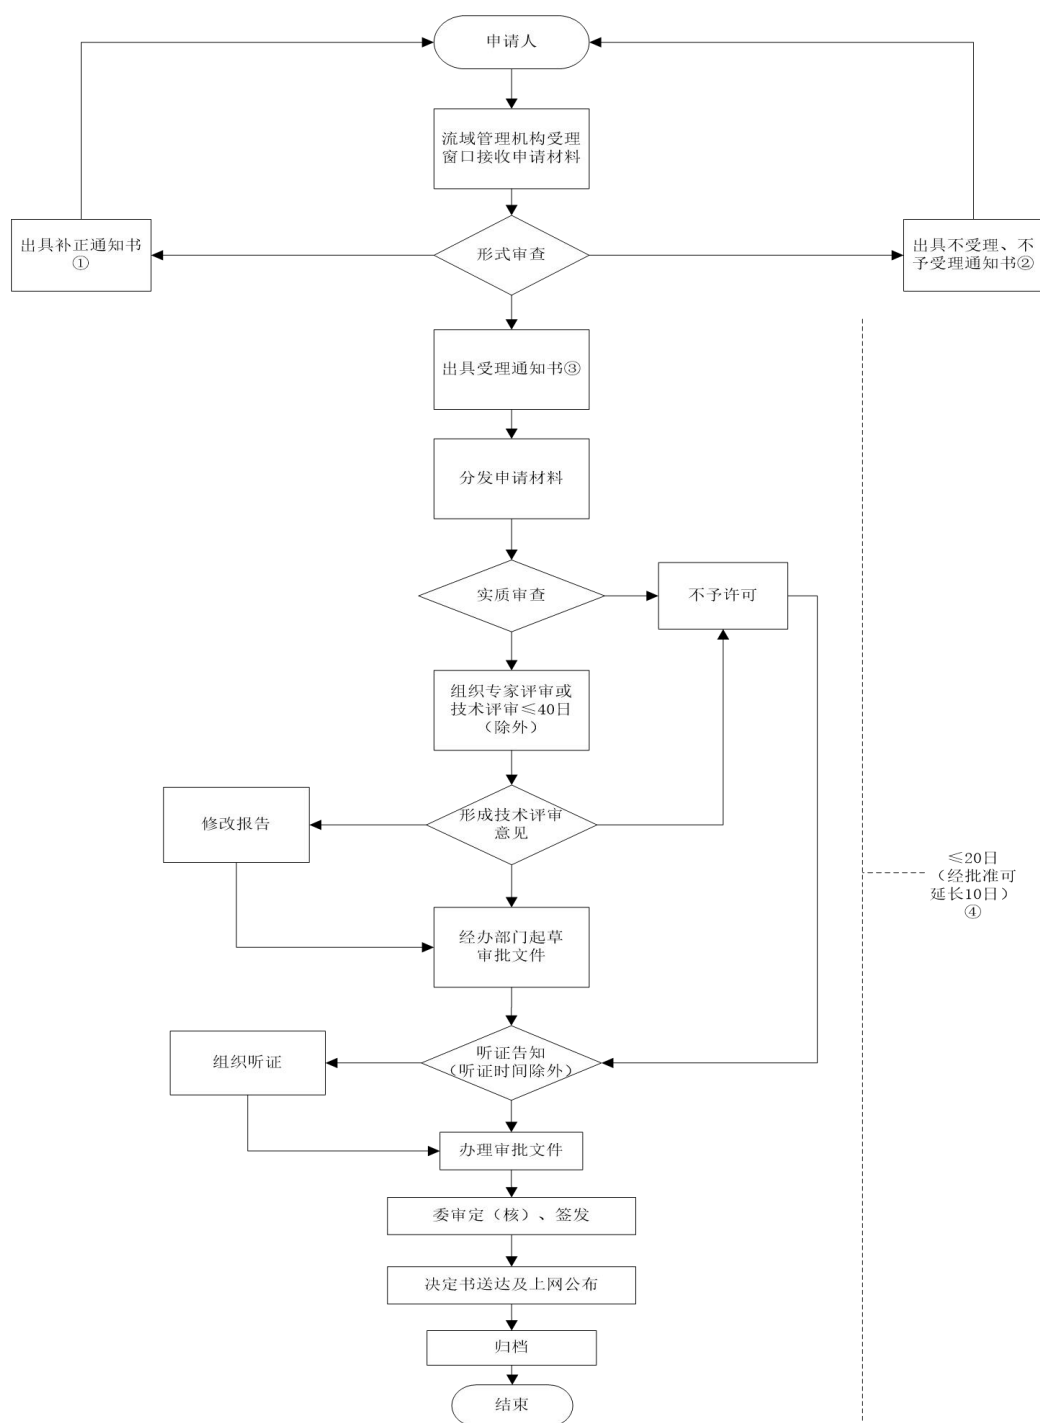 申请人
流域管理机构受理
窗口接收申请材料
出具补正通知书
①
形式审查
出具不受理、不
予受理通知书②
出具受理通知书③
分发申请材料
实质审查
不予许可
组织专家评审或
技术评审≤40日
（除外）
修改报告
形成技术评审
意见
≤20日
（经批准可
延长10日）
④
经办部门起草
审批文件
组织听证
听证告知
（听证时间除外）
办理审批文件
委审定（核）、签发
决定书送达及上网公布
归档
结束